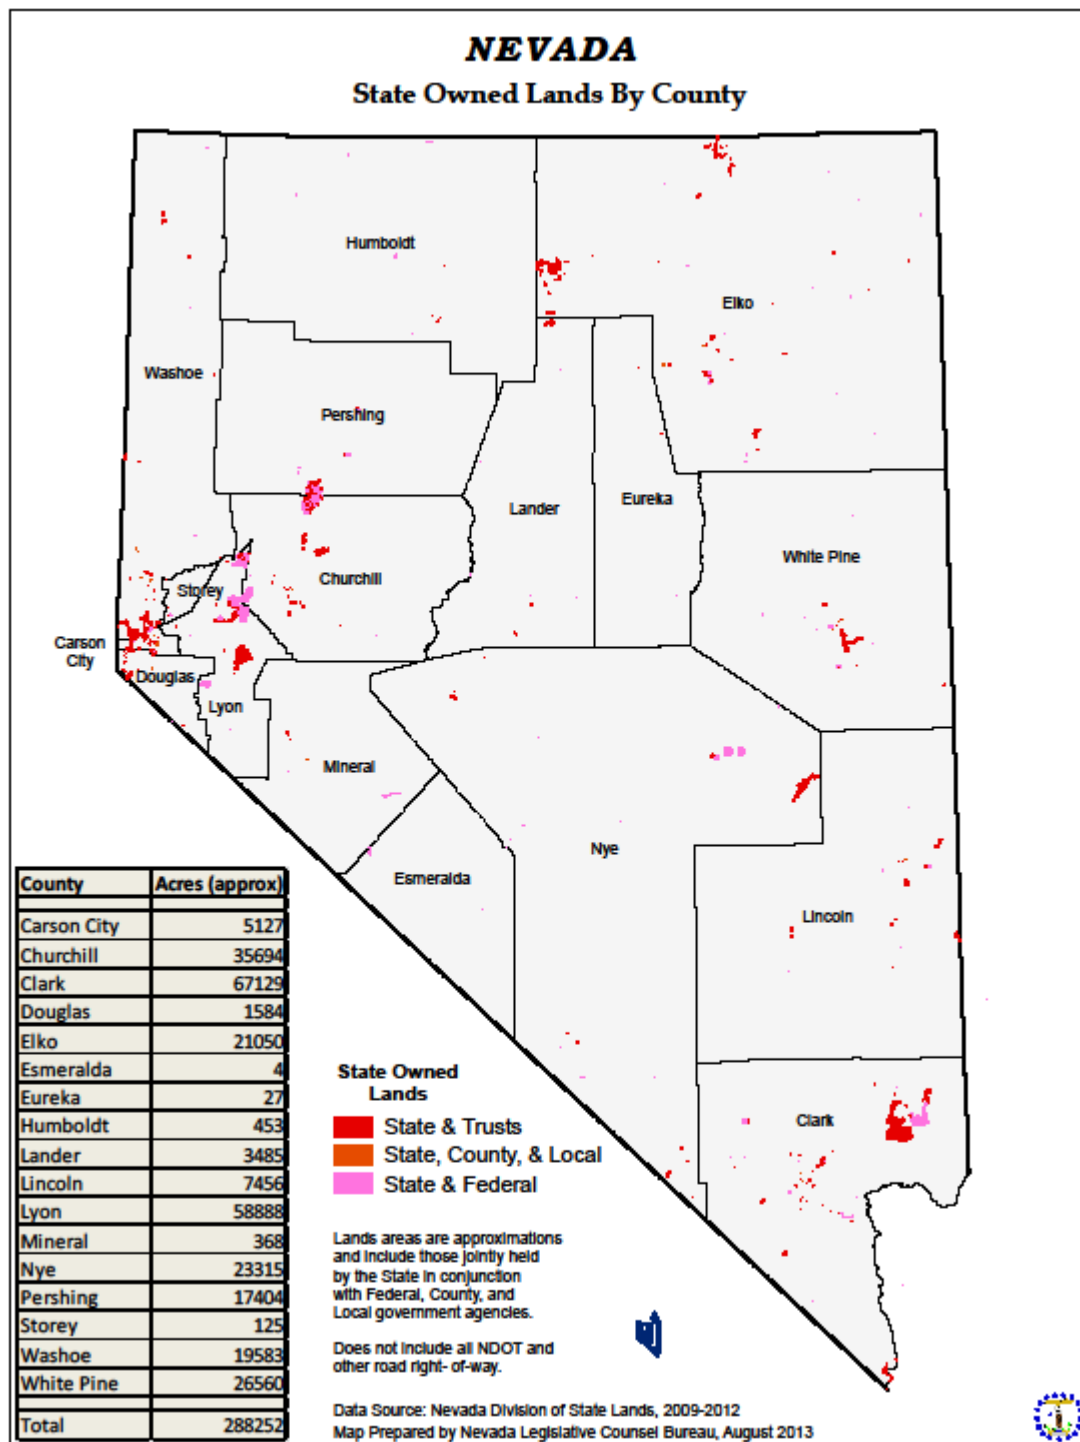 NEVADA
State Owned Lands By County
Humboldt
Elko
Washoe
Pershing
Lander
Eureka
White Pine
Storey
Churchill
Carson
City
Douglas
Lyon
Mineral
Nye
Esmeralda
Lincoln
Clark
County Acres (approx)
Carson City 5127
Churchill 35694
Clark 67129
Douglas 1584
Elko 21050
Esmeralda 4
Eureka 27
Humboldt 453
Lander 3485
Lincoln 7456
Lyon 58888
Mineral 368
Nye 23315
Pershing 17404
Storey 125
Washoe 19583
White Pine 26560
Total 288252
State Owned
Lands
State & Trusts
State, County, & Local
State & Federal
Lands areas are approximations
and include those jointly held
by the State in conjunction
with Federal, County, and
Local government agencies.
Does not include all NDOT and
other road right- of-way.
Data Source: Nevada Division of State Lands, 2009-2012
Map Prepared by Nevada Legislative Counsel Bureau, August 2013